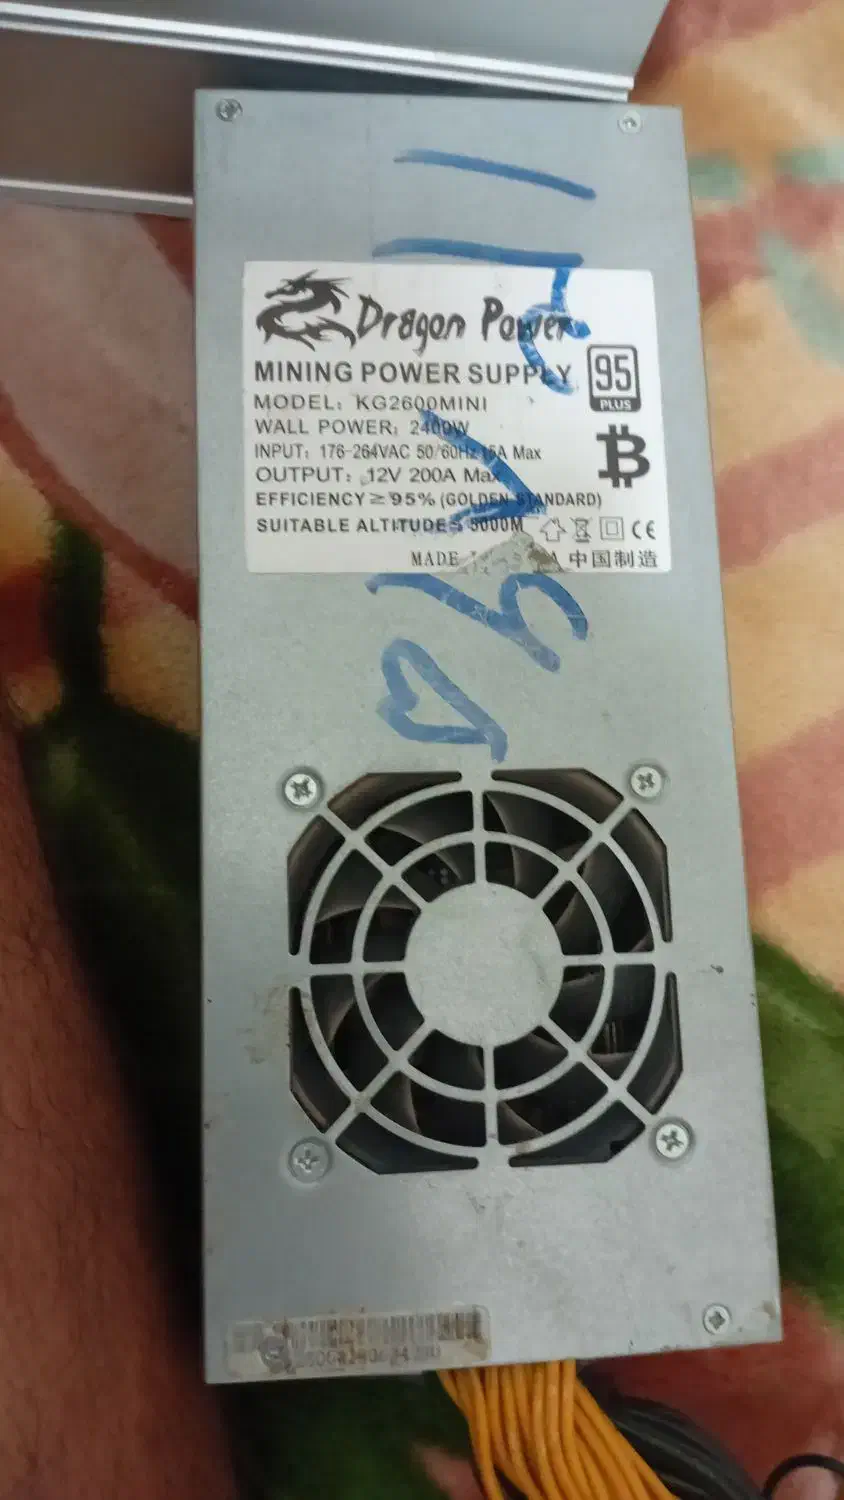 Dragon Power
MINING POWER SUPPLY
95
PLUS
MODEL: KG2600MINI
WALL POWER: 2400W
INPUT: 176-264VAC 50/60Hz 15A Max
OUTPUT: 12V 200A Max
EFFICIENCY≥95% (GOLDEN STANDARD)
SUITABLE ALTITUDE≤ 5000M
CE
MADE 中国制造